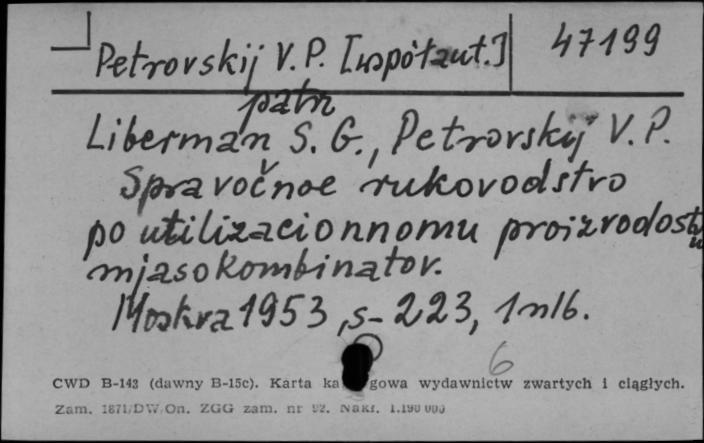 Petrovskij V. P. [współaut.] 47199
patrz
Liberman S. G., Petrovskij V. P.
Spravočnoe rukovodstvo
po utilizacionnomu proizvodostvu
mjasokombinatov.
Moskva 1953, s- 223, 1 nlb.
6
CWD B-143 (dawny B-15c). Karta ka gowa wydawnictw zwartych i ciągłych.
Zam. 1871/DW/On. ZGG zam. nr 92. Nakł. 1.190 000